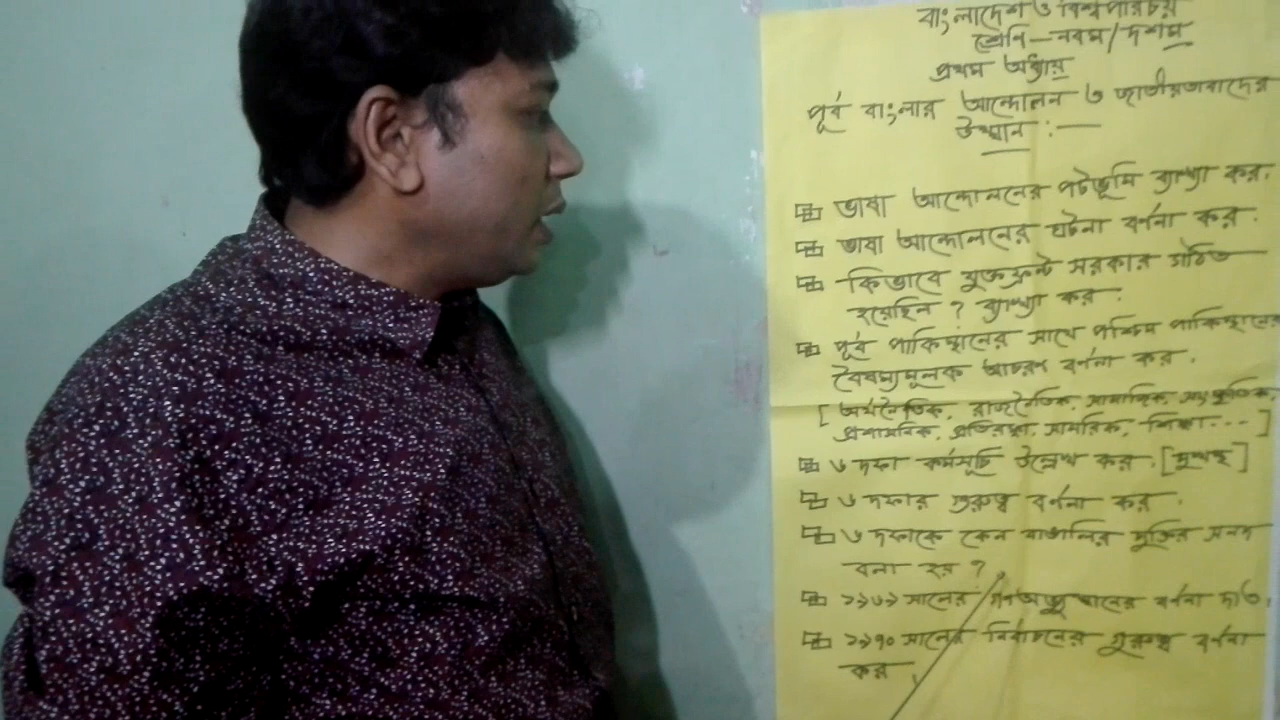 বাংলাদেশ ও বিশ্বপরিচয়
শ্রেণি - নবম/দশম
প্রথম অধ্যায়
পূর্ব বাংলার আন্দোলন ও জাতীয়তাবাদের
উত্থান :—
ভাষা আন্দোলনের পটভূমি ব্যাখ্যা কর.
ভাষা আন্দোলনের ঘটনা বর্ণনা কর.
কিভাবে যুক্তফ্রন্ট সরকার গঠিত
হয়েছিল ? ব্যাখ্যা কর.
পূর্ব পাকিস্থানের সাথে পশ্চিম পাকিস্থানের
বৈষম্যমূলক আচরণ বর্ণনা কর.
[ অর্থনৈতিক, রাজনৈতিক, সামাজিক, সাংস্কৃতিক,
প্রশাসনিক, প্রতিরক্ষা, সামরিক, শিক্ষা... ]
৬ দফা কর্মসূচি উল্লেখ কর. [মুখস্থ]
৬ দফার গুরুত্ব বর্ণনা কর.
৬ দফাকে কেন বাঙালির মুক্তির সনদ
বলা হয় ?
১৯৬৯ সালের গণঅভ্যুত্থানের বর্ণনা দাও.
১৯৭০ সালের নির্বাচনের গুরুত্ব বর্ণনা
কর.